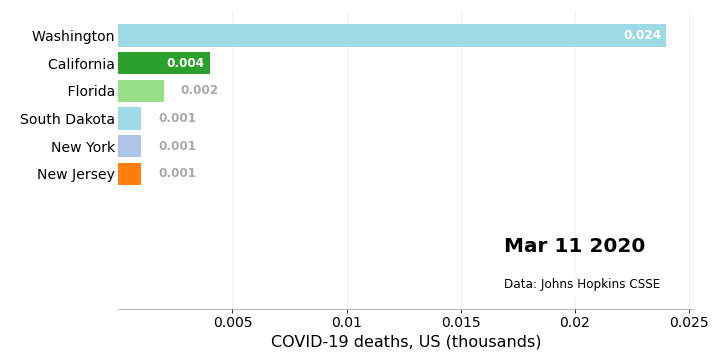 Washington 0.024
California 0.004
Florida 0.002
South Dakota 0.001
New York 0.001
New Jersey 0.001
Mar 11 2020
Data: Johns Hopkins CSSE
0.005 0.01 0.015 0.02 0.025
COVID-19 deaths, US (thousands)